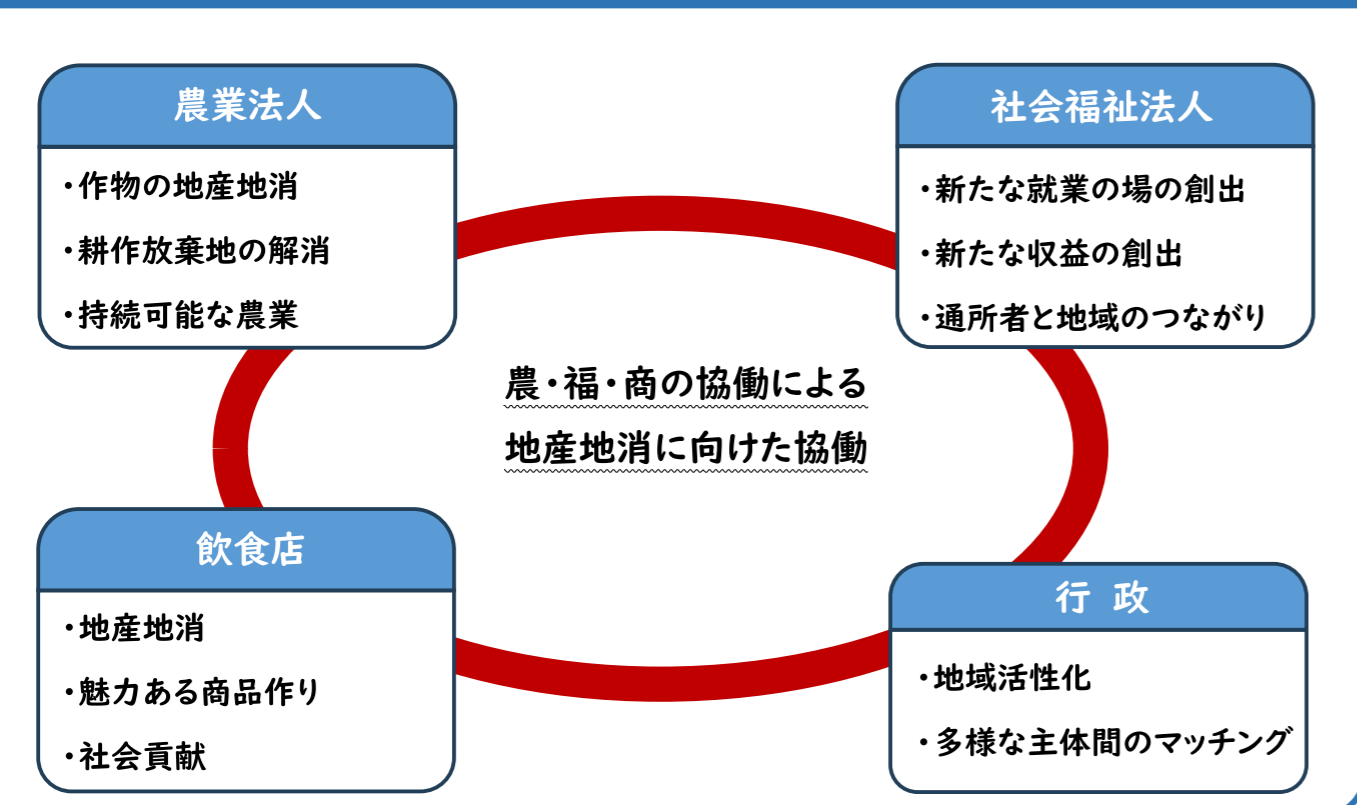 農業法人
・作物の地産地消
・耕作放棄地の解消
・持続可能な農業
社会福祉法人
・新たな就業の場の創出
・新たな収益の創出
・通所者と地域のつながり
農・福・商の協働による
地産地消に向けた協働
飲食店
・地産地消
・魅力ある商品作り
・社会貢献
行 政
・地域活性化
・多様な主体間のマッチング